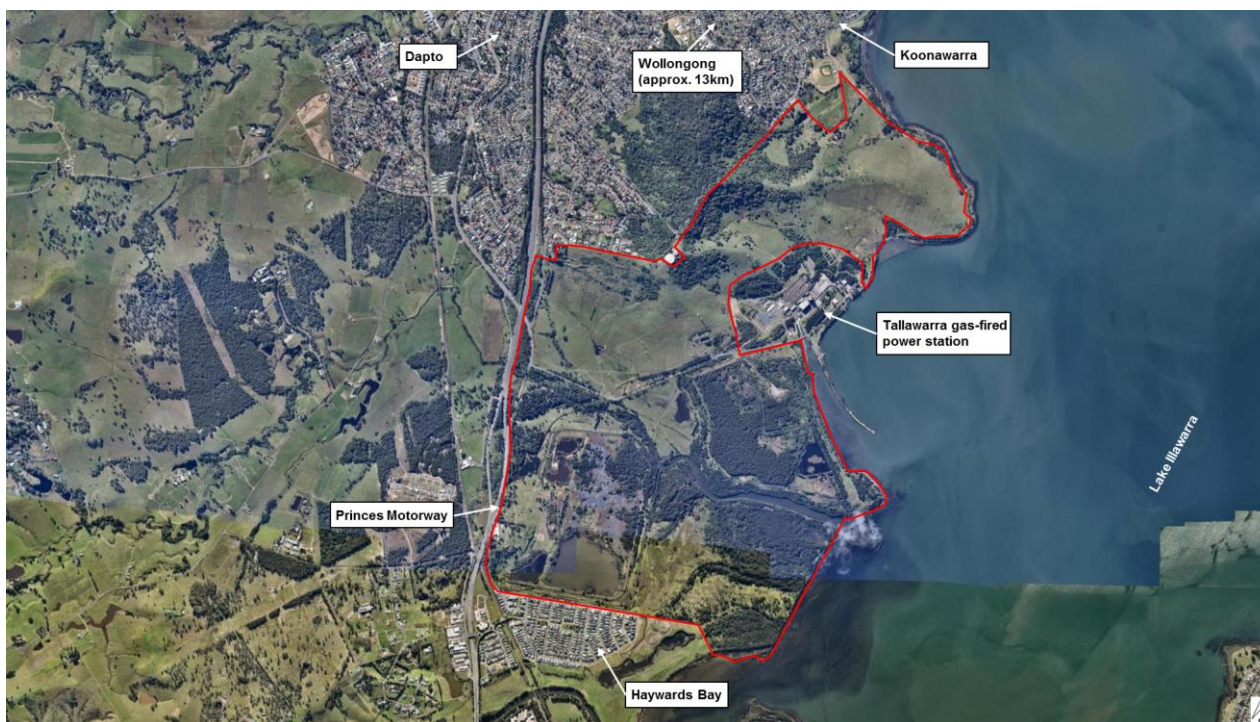 Dapto
Wollongong
(approx. 13km)
Koonawarra
Tallawarra gas-fired
power station
Lake Illawarra
Princes Motorway
Haywards Bay